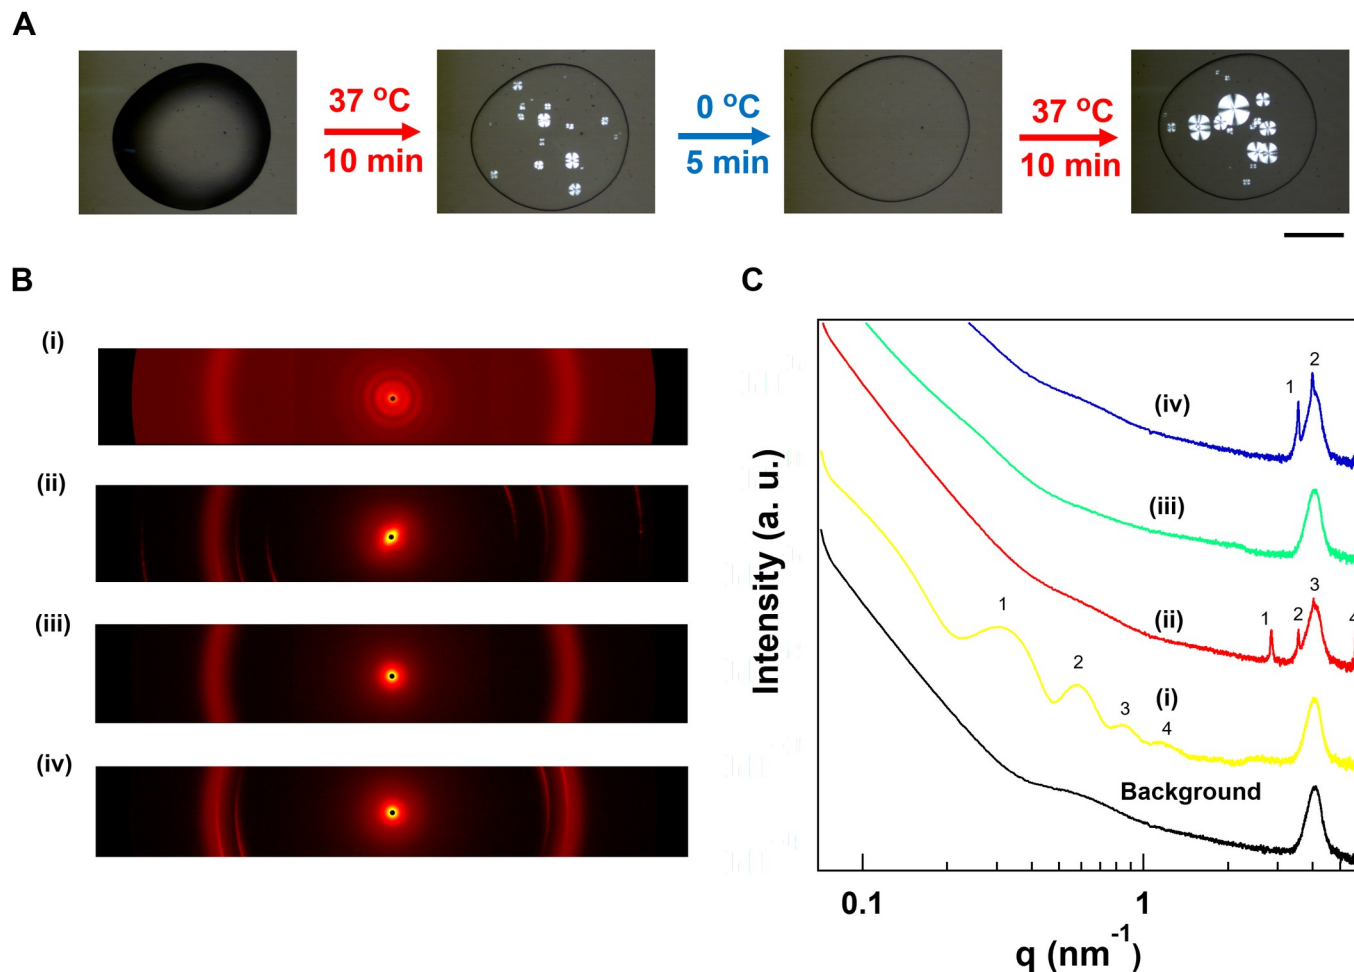 A
37 °C
10 min
0 °C
5 min
37 °C
10 min
B
(i)
(ii)
(iii)
(iv)
C
Intensity (a. u.)
1
2
(iv)
(iii)
1
2
3
4
(ii)
1
2
3
4
(i)
Background
0.1
1
q (nm⁻¹)